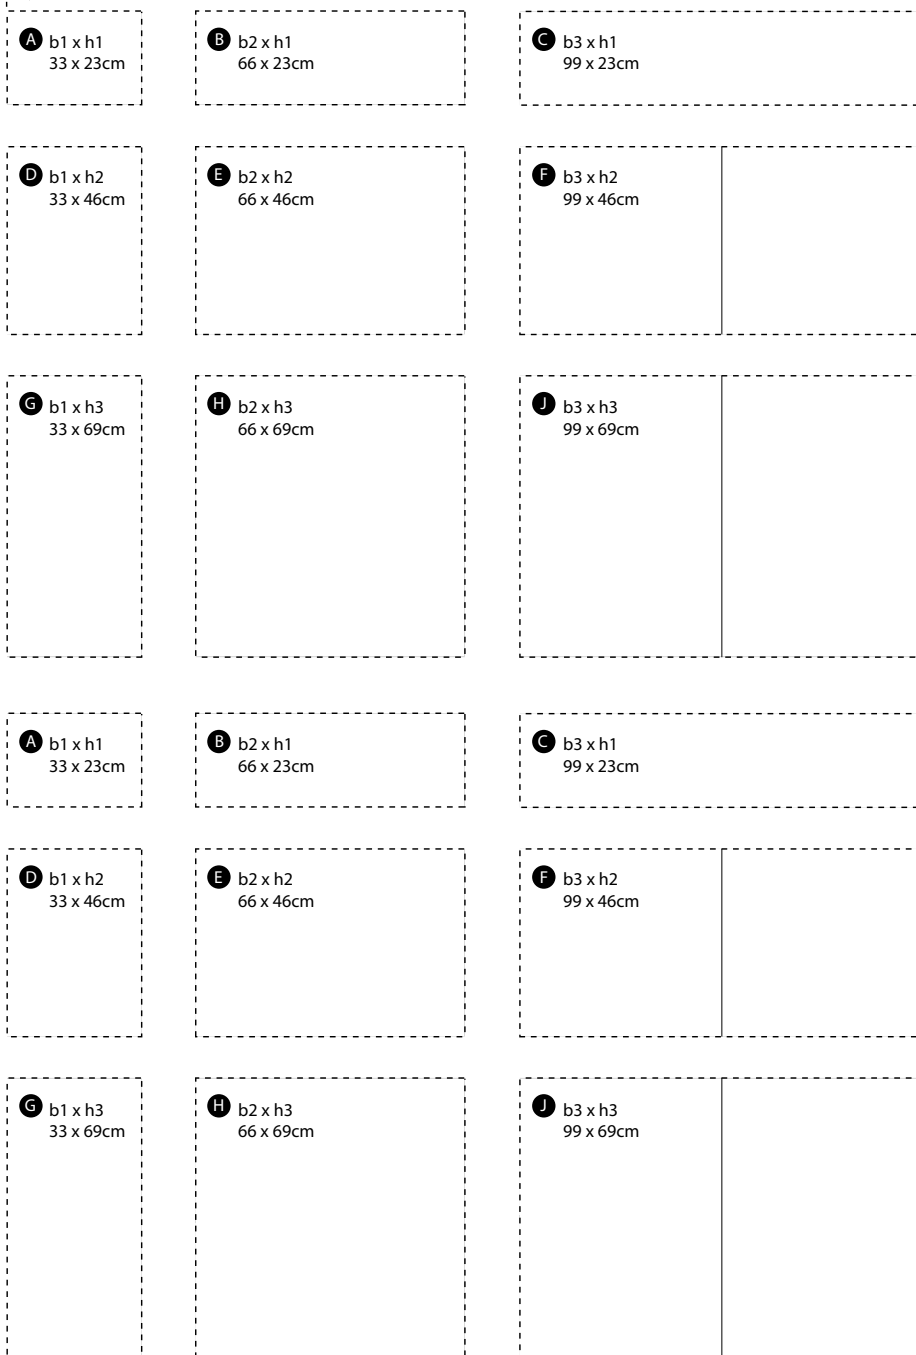 A b1 x h1
33 x 23cm
B b2 x h1
66 x 23cm
C b3 x h1
99 x 23cm
D b1 x h2
33 x 46cm
E b2 x h2
66 x 46cm
F b3 x h2
99 x 46cm
G b1 x h3
33 x 69cm
H b2 x h3
66 x 69cm
J b3 x h3
99 x 69cm
A b1 x h1
33 x 23cm
B b2 x h1
66 x 23cm
C b3 x h1
99 x 23cm
D b1 x h2
33 x 46cm
E b2 x h2
66 x 46cm
F b3 x h2
99 x 46cm
G b1 x h3
33 x 69cm
H b2 x h3
66 x 69cm
J b3 x h3
99 x 69cm